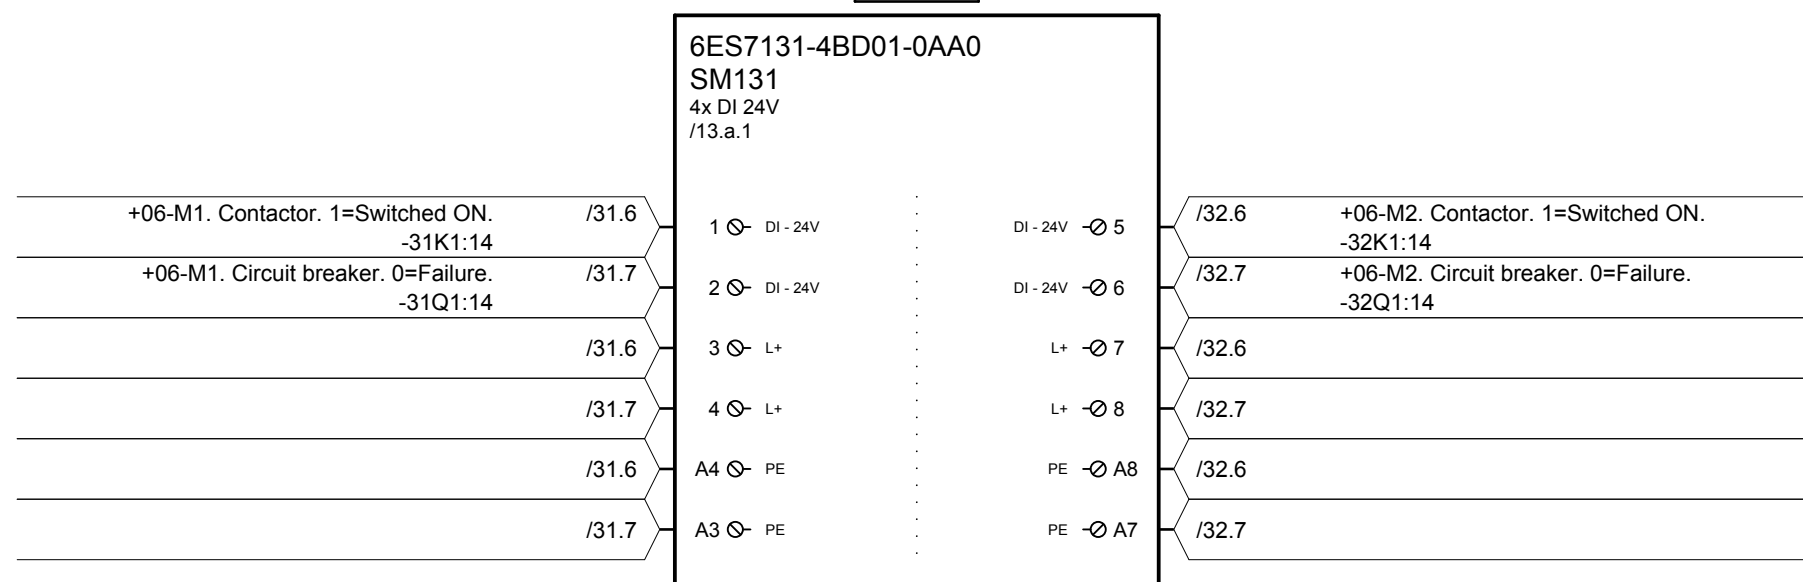 6ES7131-4BD01-0AA0
SM131
4x DI 24V
/13.a.1
+06-M1. Contactor. 1=Switched ON. /31.6 1 DI - 24V DI - 24V 5 /32.6 +06-M2. Contactor. 1=Switched ON.
-31K1:14 -32K1:14
+06-M1. Circuit breaker. 0=Failure. /31.7 2 DI - 24V DI - 24V 6 /32.7 +06-M2. Circuit breaker. 0=Failure.
-31Q1:14 -32Q1:14
/31.6 3 L+ L+ 7 /32.6
/31.7 4 L+ L+ 8 /32.7
/31.6 A4 PE PE A8 /32.6
/31.7 A3 PE PE A7 /32.7